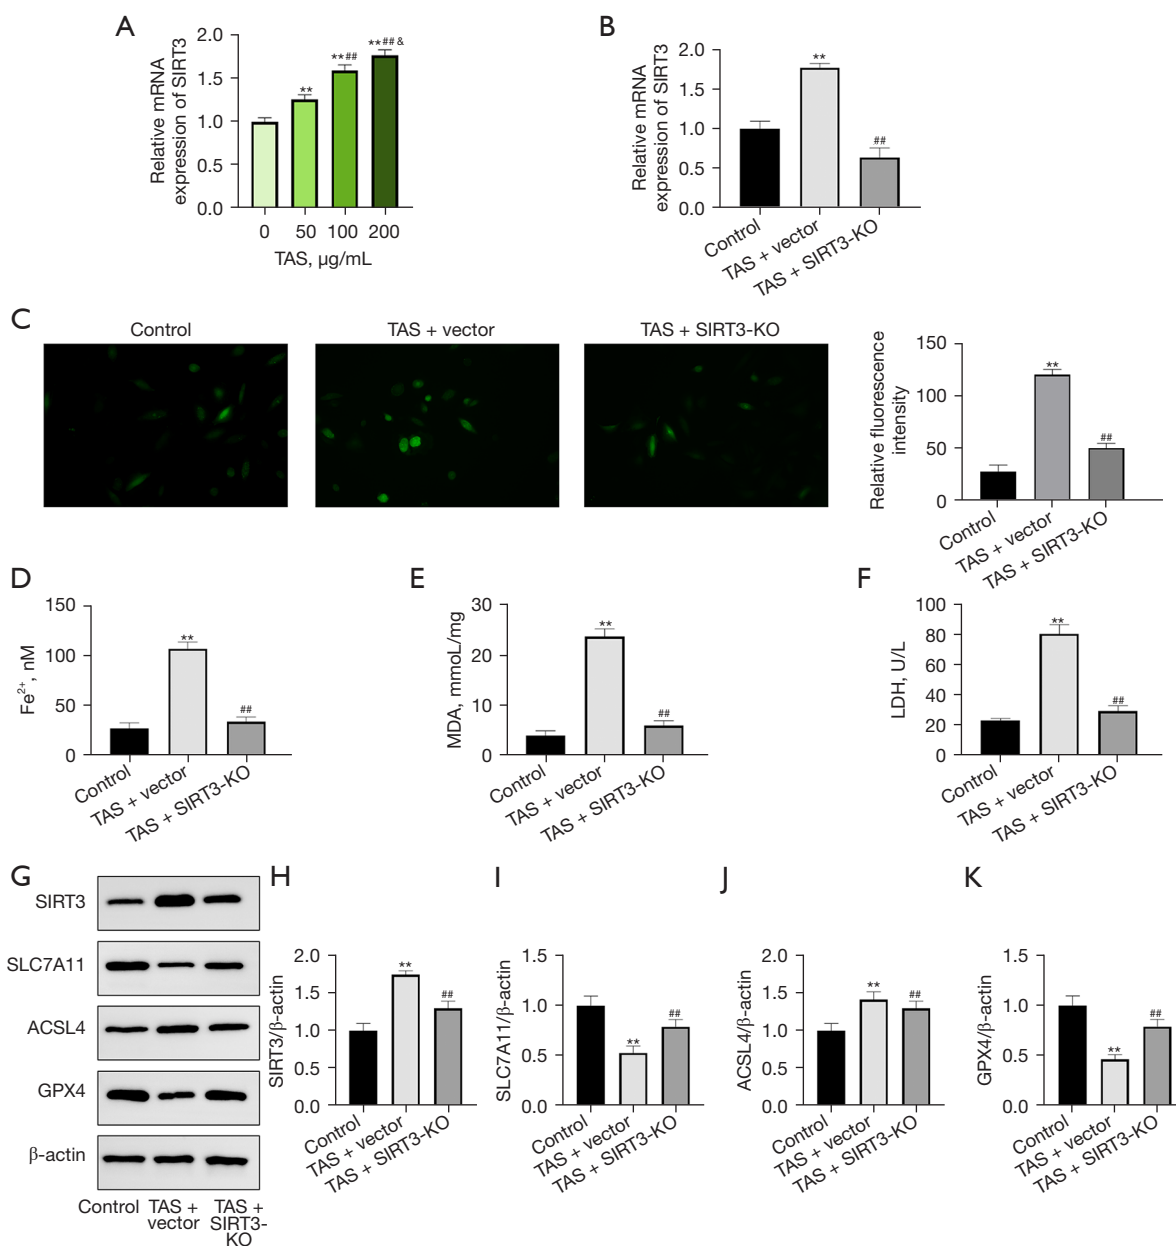 A
Relative mRNA
expression of SIRT3
2.0
1.5
1.0
0.5
0.0
**
**##
**## &
0 50 100 200
TAS, µg/mL
B
Relative mRNA
expression of SIRT3
2.0
1.5
1.0
0.5
0.0
**
##
Control
TAS + vector
TAS + SIRT3-KO
C
Control
TAS + vector
TAS + SIRT3-KO
Relative fluorescence
intensity
150
100
50
0
**
##
Control
TAS + vector
TAS + SIRT3-KO
D
Fe²⁺, nM
150
100
50
0
**
##
Control
TAS + vector
TAS + SIRT3-KO
E
MDA, mmoL/mg
30
20
10
0
**
##
Control
TAS + vector
TAS + SIRT3-KO
F
LDH, U/L
100
80
60
40
20
0
**
##
Control
TAS + vector
TAS + SIRT3-KO
G
SIRT3
SLC7A11
ACSL4
GPX4
β-actin
Control
TAS +
vector
TAS +
SIRT3-
KO
H
SIRT3/β-actin
2.0
1.5
1.0
0.5
0.0
**
##
Control
TAS + vector
TAS + SIRT3-KO
I
SLC7A11/β-actin
1.5
1.0
0.5
0.0
**
##
Control
TAS + vector
TAS + SIRT3-KO
J
ACSL4/β-actin
2.0
1.5
1.0
0.5
0.0
**
##
Control
TAS + vector
TAS + SIRT3-KO
K
GPX4/β-actin
1.5
1.0
0.5
0.0
**
##
Control
TAS + vector
TAS + SIRT3-KO